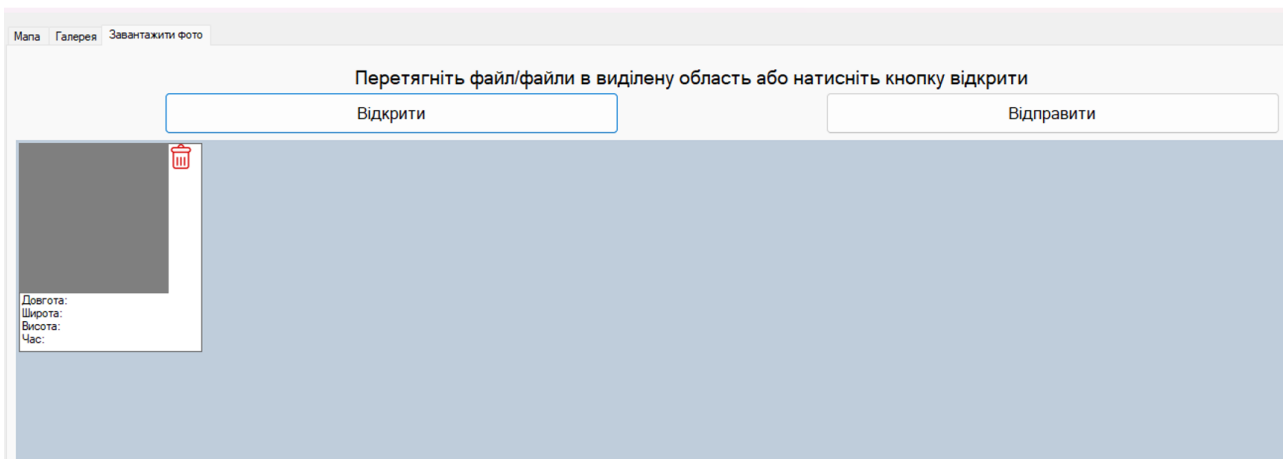 Мапа Галерея Завантажити фото
Перетягніть файл/файли в виділену область або натисніть кнопку відкрити
Відкрити Відправити
Довгота:
Широта:
Висота:
Час: